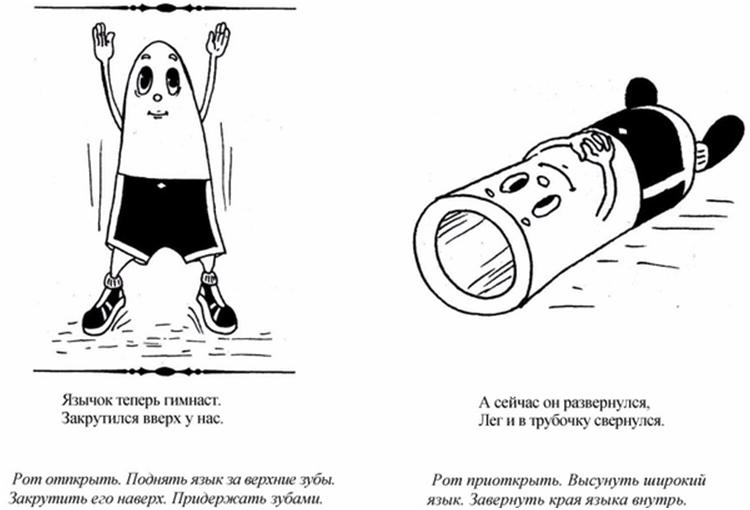 Язычок теперь гимнаст.
Закрутился вверх у нас.
Рот отпкрыть. Поднять язык за верхние зубы.
Закрутить его наверх. Придержать зубами.
А сейчас он развернулся,
Лег и в трубочку свернулся.
Рот приоткрыть. Высунуть широкий
язык. Завернуть края языка внутрь.